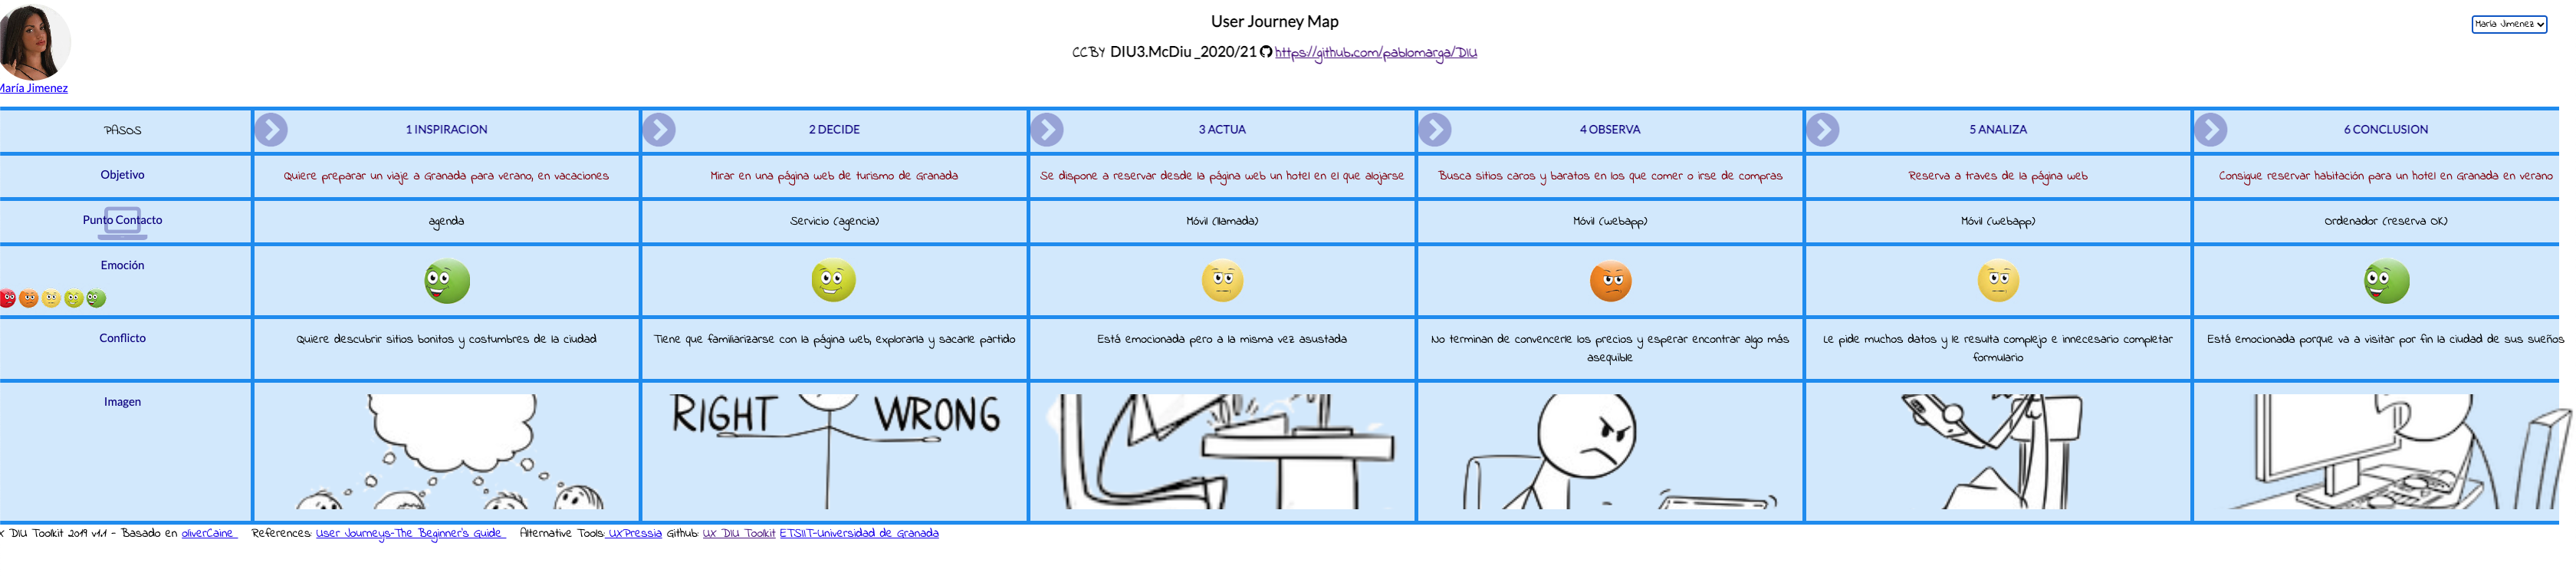 User Journey Map
María Jimenez
CCBY DIU3.McDiu_2020/21 https://github.com/pablomarga/DIU
María Jimenez
PASOS
1 INSPIRACION
2 DECIDE
3 ACTUA
4 OBSERVA
5 ANALIZA
6 CONCLUSION
Objetivo
Quiere preparar un viaje a Granada para verano, en vacaciones
Mirar en una página web de turismo de Granada
Se dispone a reservar desde la página web un hotel en el que alojarse
Busca sitios caros y baratos en los que comer o irse de compras
Reserva a traves de la página web
Consigue reservar habitación para un hotel en Granada en verano
Punto Contacto
agenda
Servicio (agencia)
Móvil (llamada)
Móvil (webapp)
Móvil (webapp)
Ordenador (reserva OK)
Emoción
Conflicto
Quiere descubrir sitios bonitos y costumbres de la ciudad
Tiene que familiarizarse con la página web, explorarla y sacarle partido
Está emocionada pero a la misma vez asustada
No terminan de convencerle los precios y esperar encontrar algo más
asequible
Le pide muchos datos y le resulta complejo e innecesario completar
formulario
Está emocionada porque va a visitar por fin la ciudad de sus sueños
Imagen
RIGHT WRONG
X DIU Toolkit 2019 v1.1 - Basado en oliverCaine References: User Journeys-The Beginner's Guide Alternative Tools: UXPressia Github: UX DIU Toolkit ETSIIT-Universidad de Granada